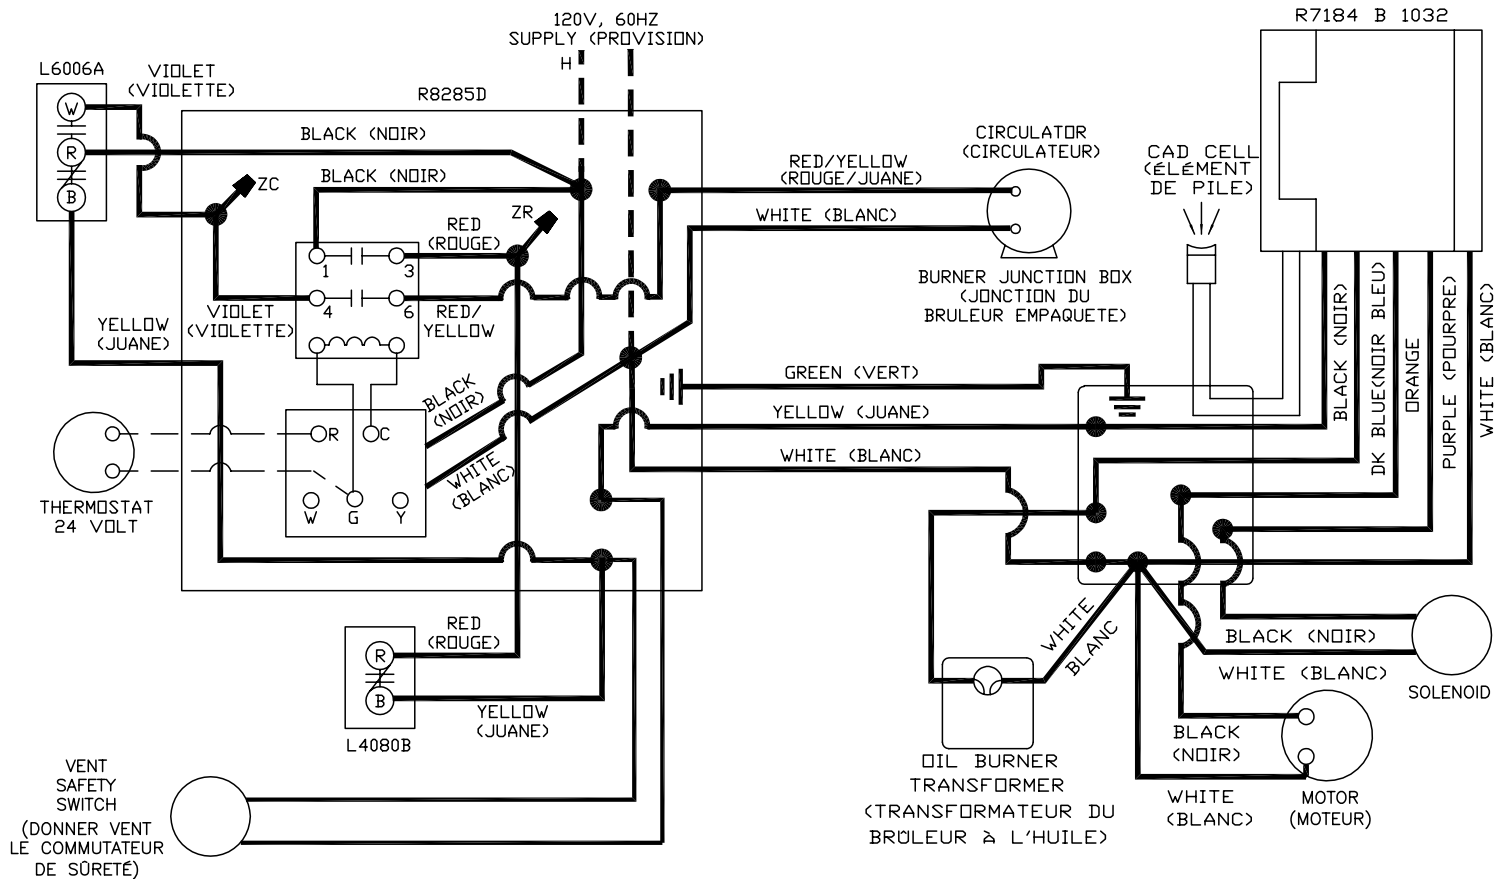 120V, 60HZ
SUPPLY (PROVISION)
H
R7184 B 1032
L6006A
W
R
B
VIOLET
(VIOLETTE)
R8285D
BLACK (NOIR)
BLACK (NOIR)
ZC
ZR
RED
(ROUGE)
1
3
4
6
VIOLET
(VIOLETTE)
RED/
YELLOW
YELLOW
(JUANE)
RED/YELLOW
(ROUGE/JUANE)
WHITE (BLANC)
CIRCULATOR
(CIRCULATEUR)
BURNER JUNCTION BOX
(JONCTION DU
BRULEUR EMPAQUETE)
CAD CELL
(ÉLÉMENT
DE PILE)
BLACK (NOIR)
DK BLUE(NOIR BLEU)
ORANGE
PURPLE (POURPRE)
WHITE (BLANC)
GREEN (VERT)
YELLOW (JUANE)
WHITE (BLANC)
BLACK
(NOIR)
WHITE
(BLANC)
R
C
W
G
Y
THERMOSTAT
24 VOLT
RED
(ROUGE)
R
B
YELLOW
(JUANE)
L4080B
VENT
SAFETY
SWITCH
(DONNER VENT
LE COMMUTATEUR
DE SÛRETÉ)
WHITE
BLANC
OIL BURNER
TRANSFORMER
(TRANSFORMATEUR DU
BRÛLEUR à L'HUILE)
BLACK (NOIR)
WHITE (BLANC)
SOLENOID
BLACK
(NOIR)
WHITE
(BLANC)
MOTOR
(MOTEUR)